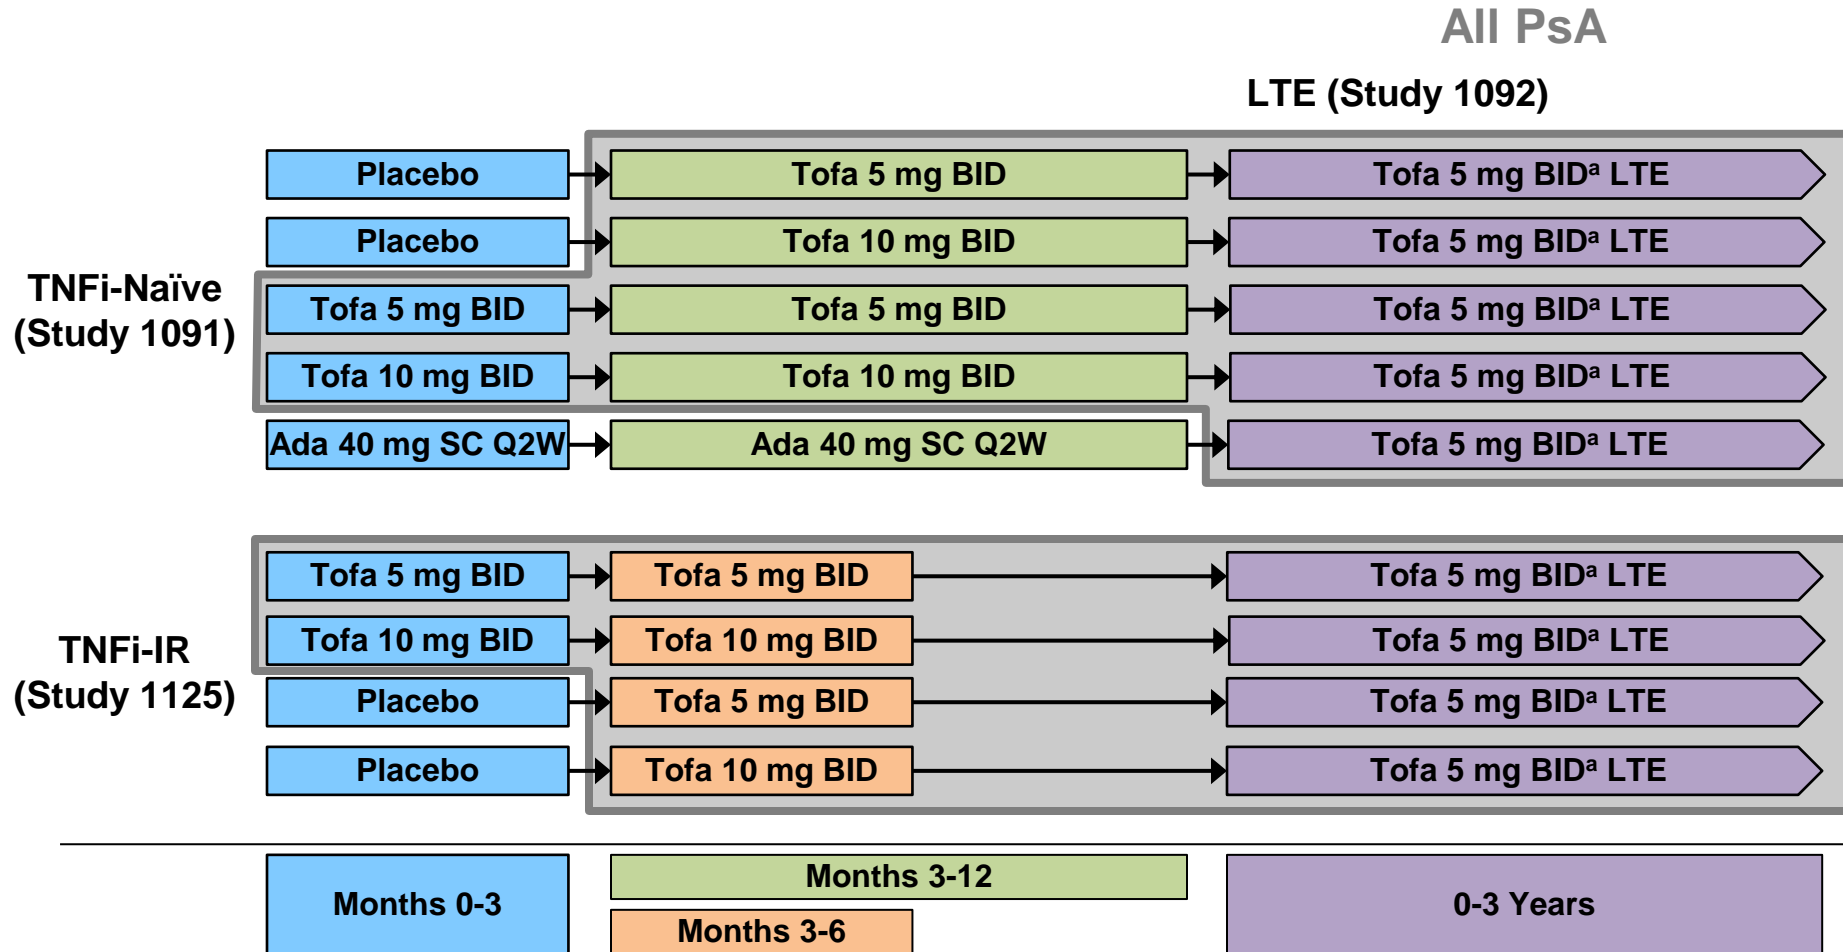 All PsA
LTE (Study 1092)
TNFi-Naïve
(Study 1091)
Placebo
Tofa 5 mg BID
Tofa 5 mg BIDᵃ LTE
Placebo
Tofa 10 mg BID
Tofa 5 mg BIDᵃ LTE
Tofa 5 mg BID
Tofa 5 mg BID
Tofa 5 mg BIDᵃ LTE
Tofa 10 mg BID
Tofa 10 mg BID
Tofa 5 mg BIDᵃ LTE
Ada 40 mg SC Q2W
Ada 40 mg SC Q2W
Tofa 5 mg BIDᵃ LTE
TNFi-IR
(Study 1125)
Tofa 5 mg BID
Tofa 5 mg BID
Tofa 5 mg BIDᵃ LTE
Tofa 10 mg BID
Tofa 10 mg BID
Tofa 5 mg BIDᵃ LTE
Placebo
Tofa 5 mg BID
Tofa 5 mg BIDᵃ LTE
Placebo
Tofa 10 mg BID
Tofa 5 mg BIDᵃ LTE
Months 0-3
Months 3-12
Months 3-6
0-3 Years